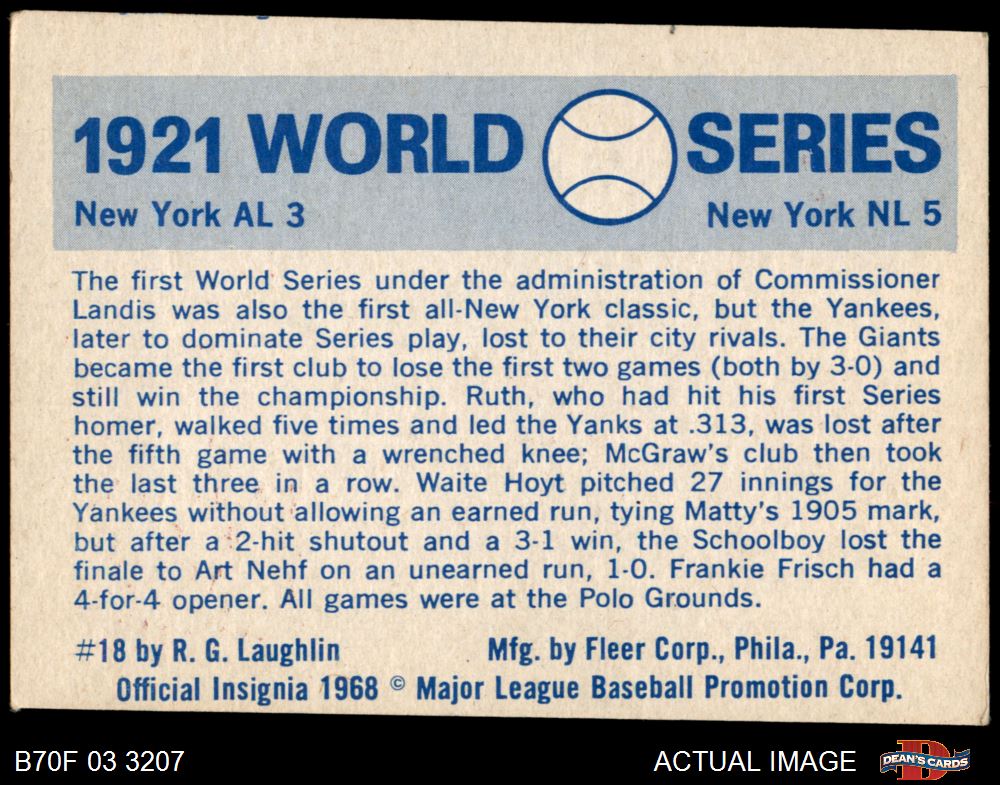 1921 WORLD SERIES
New York AL 3 New York NL 5
The first World Series under the administration of Commissioner
Landis was also the first all-New York classic, but the Yankees,
later to dominate Series play, lost to their city rivals. The Giants
became the first club to lose the first two games (both by 3-0) and
still win the championship. Ruth, who had hit his first Series
homer, walked five times and led the Yanks at .313, was lost after
the fifth game with a wrenched knee; McGraw's club then took
the last three in a row. Waite Hoyt pitched 27 innings for the
Yankees without allowing an earned run, tying Matty's 1905 mark,
but after a 2-hit shutout and a 3-1 win, the Schoolboy lost the
finale to Art Nehf on an unearned run, 1-0. Frankie Frisch had a
4-for-4 opener. All games were at the Polo Grounds.
#18 by R. G. Laughlin Mfg. by Fleer Corp., Phila., Pa. 19141
Official Insignia 1968 © Major League Baseball Promotion Corp.
B70F 03 3207 ACTUAL IMAGE D DEAN'S CARDS